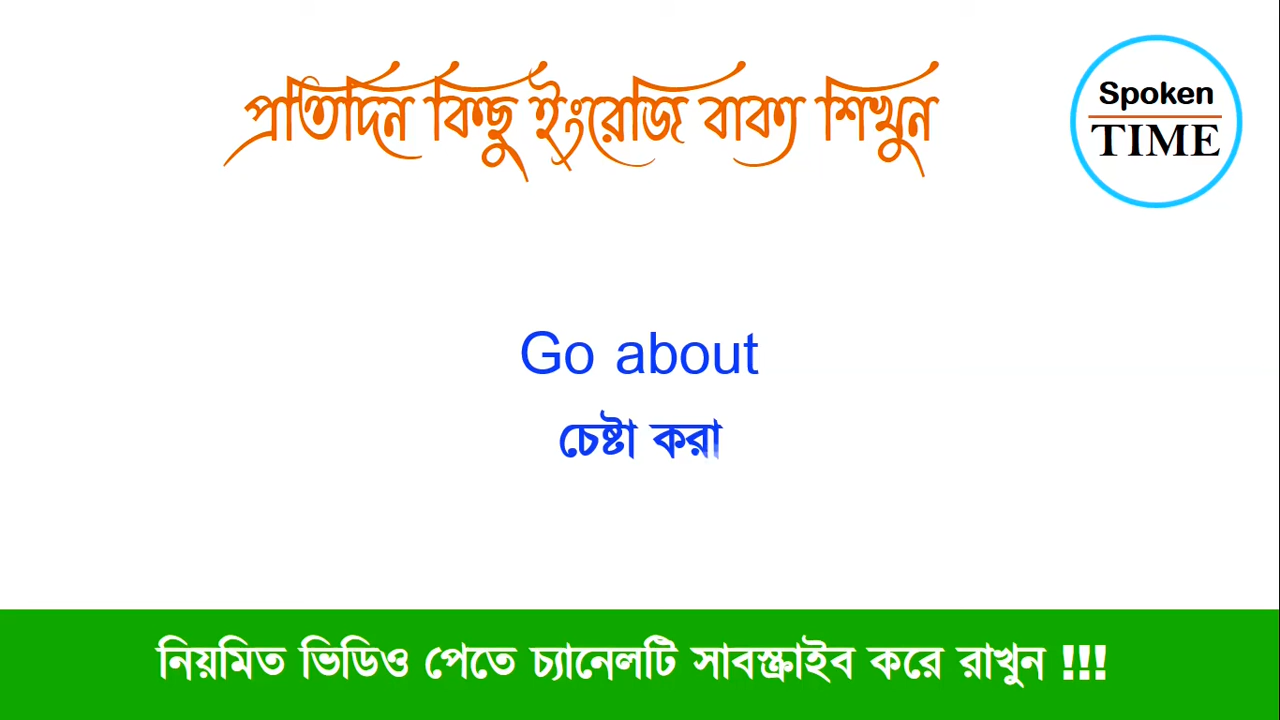 প্রতিদিন কিছু ইংরেজি বাক্য শিখুন
Spoken
TIME
Go about
চেষ্টা করা
নিয়মিত ভিডিও পেতে চ্যানেলটি সাবস্ক্রাইব করে রাখুন !!!